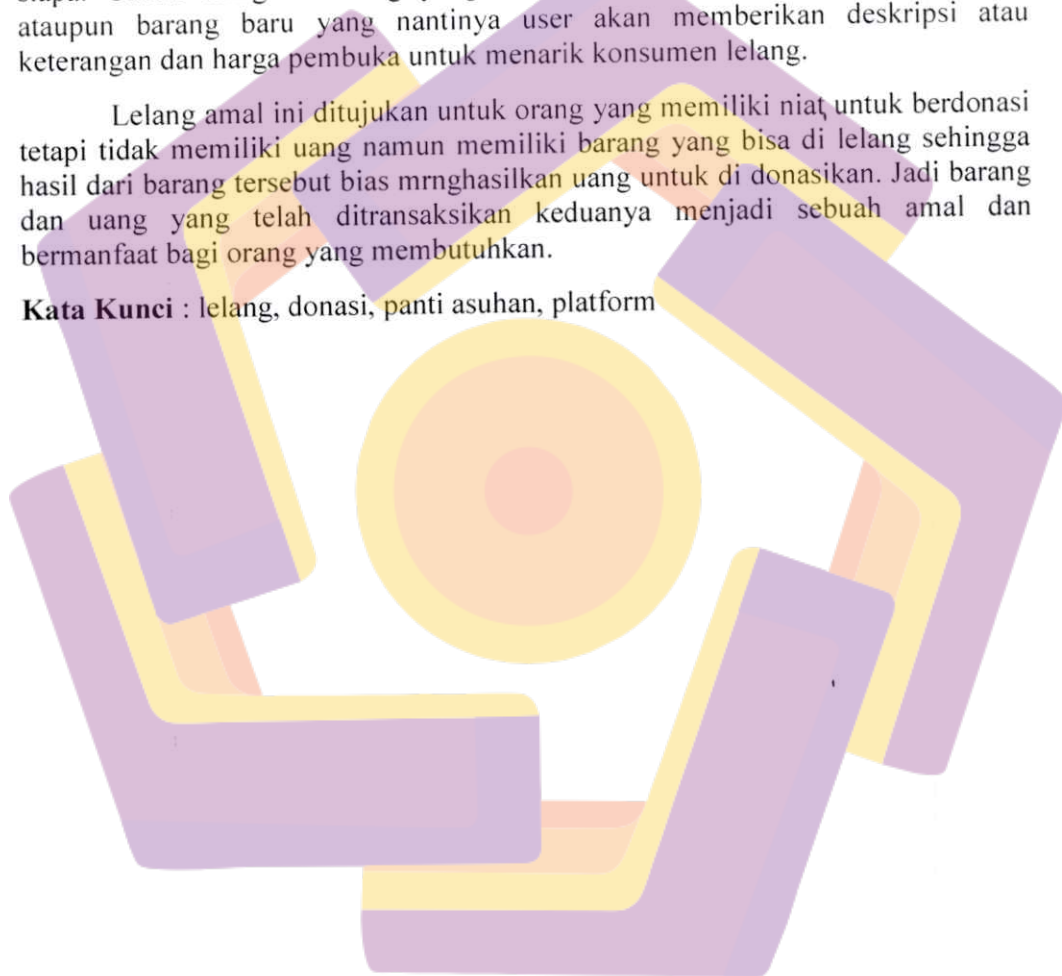 ataupun barang baru yang nantinya user akan memberikan deskripsi atau
keterangan dan harga pembuka untuk menarik konsumen lelang.
Lelang amal ini ditujukan untuk orang yang memiliki niat untuk berdonasi
tetapi tidak memiliki uang namun memiliki barang yang bisa di lelang sehingga
hasil dari barang tersebut bias mrnghasilkan uang untuk di donasikan. Jadi barang
dan uang yang telah ditransaksikan keduanya menjadi sebuah amal dan
bermanfaat bagi orang yang membutuhkan.
Kata Kunci : lelang, donasi, panti asuhan, platform